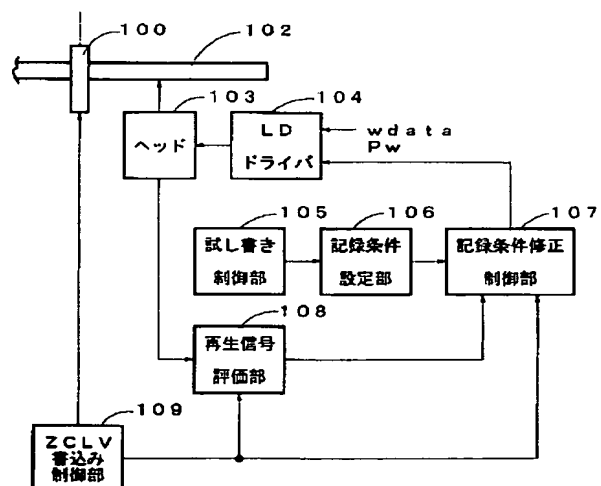 100
102
103
104
ヘッド
LD
ドライバ
wdata
Pw
105
106
107
試し書き
制御部
記録条件
設定部
記録条件修正
制御部
108
再生信号
評価部
109
ZCLV
書込み
制御部